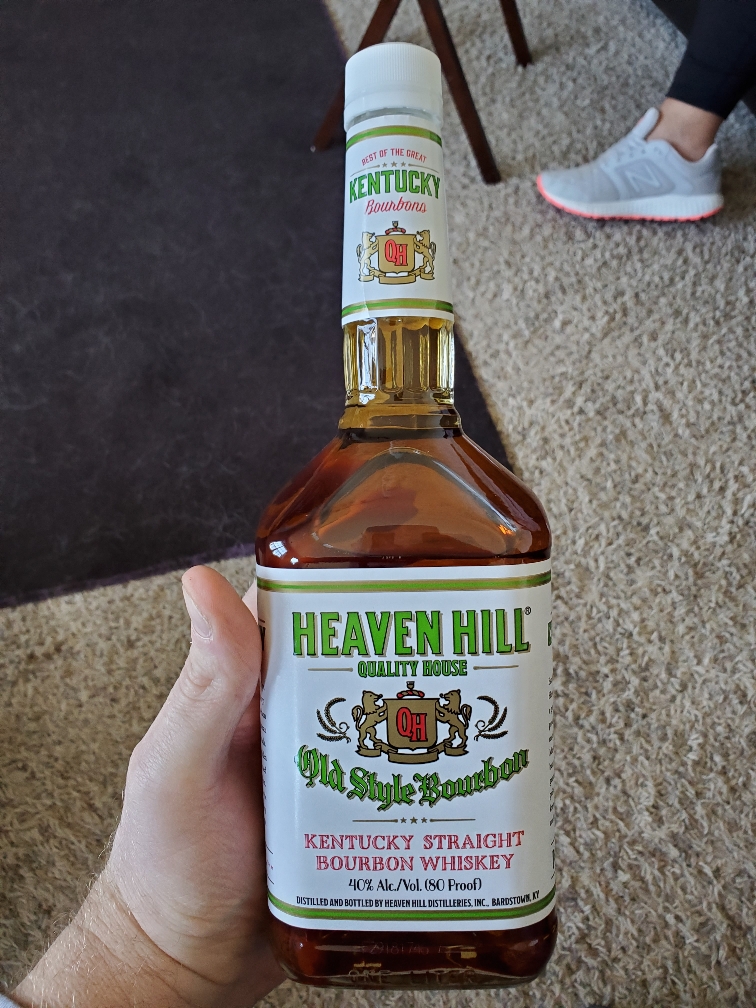 BEST OF THE GREAT
KENTUCKY
Bourbons
QH
HEAVEN HILL®
QUALITY HOUSE
QH
Old Style Bourbon
KENTUCKY STRAIGHT
BOURBON WHISKEY
40% Alc./Vol. (80 Proof)
DISTILLED AND BOTTLED BY HEAVEN HILL DISTILLERIES, INC., BARDSTOWN, KY
N